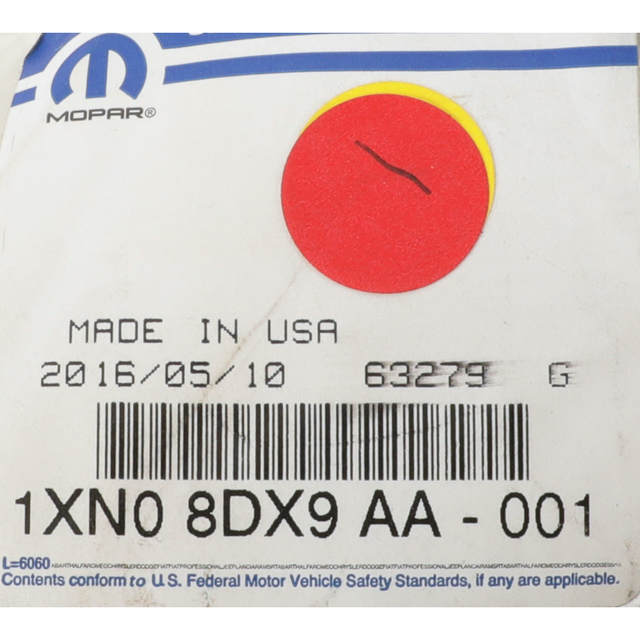 MOPAR®
MADE IN USA
2016/05/10 63279 G
1XN0 8DX9 AA - 001
L=6060
Contents conform to U.S. Federal Motor Vehicle Safety Standards, if any are applicable.